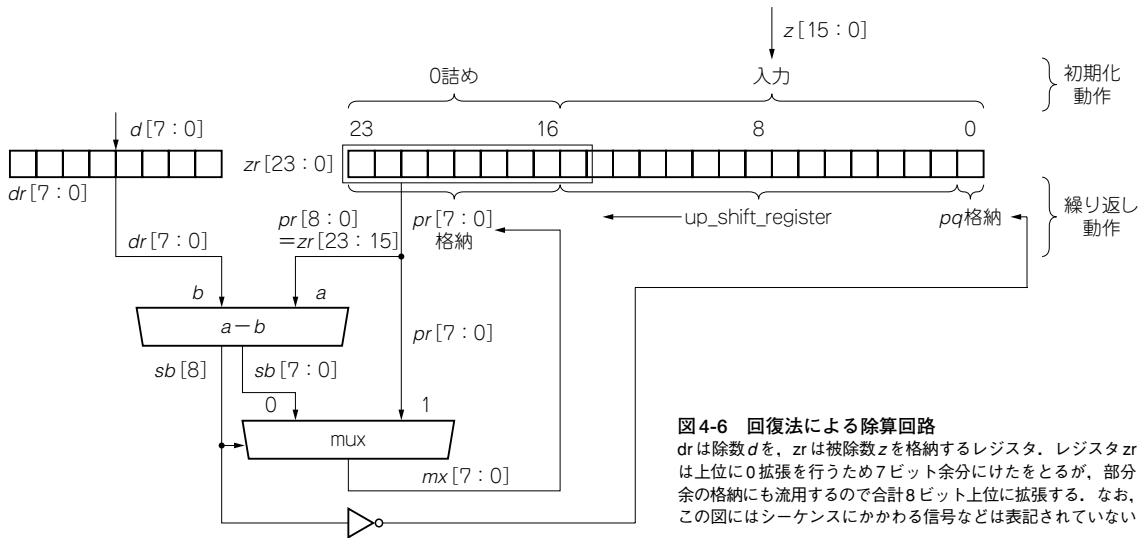 z[15：0]
0詰め
入力
初期化
動作
d[7：0]
23
16
8
0
zr[23：0]
dr[7：0]
pr[8：0]
＝zr[23：15]
pr[7：0]
格納
up_shift_register
pq格納
繰り返し
動作
dr[7：0]
b
a
a－b
pr[7：0]
sb[8]
sb[7：0]
0
1
mux
mx[7：0]
図4-6　回復法による除算回路
drは除数dを，zrは被除数zを格納するレジスタ．レジスタzr
は上位に0拡張を行うため7ビット余分にけたをとるが，部分
余の格納にも流用するので合計8ビット上位に拡張する．なお，
この図にはシーケンスにかかわる信号などは表記されていない